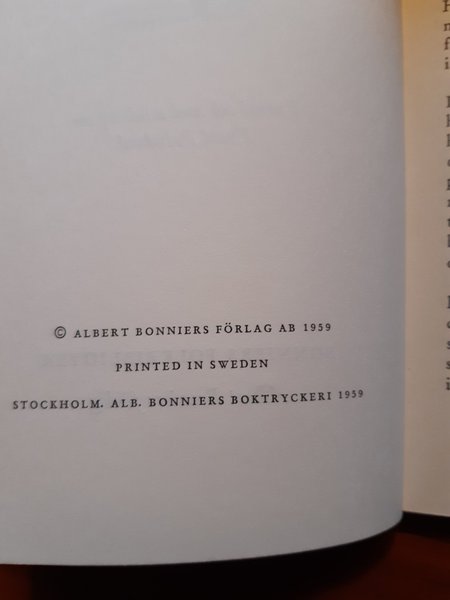 © ALBERT BONNIERS FÖRLAG AB 1959
PRINTED IN SWEDEN
STOCKHOLM. ALB. BONNIERS BOKTRYCKERI 1959